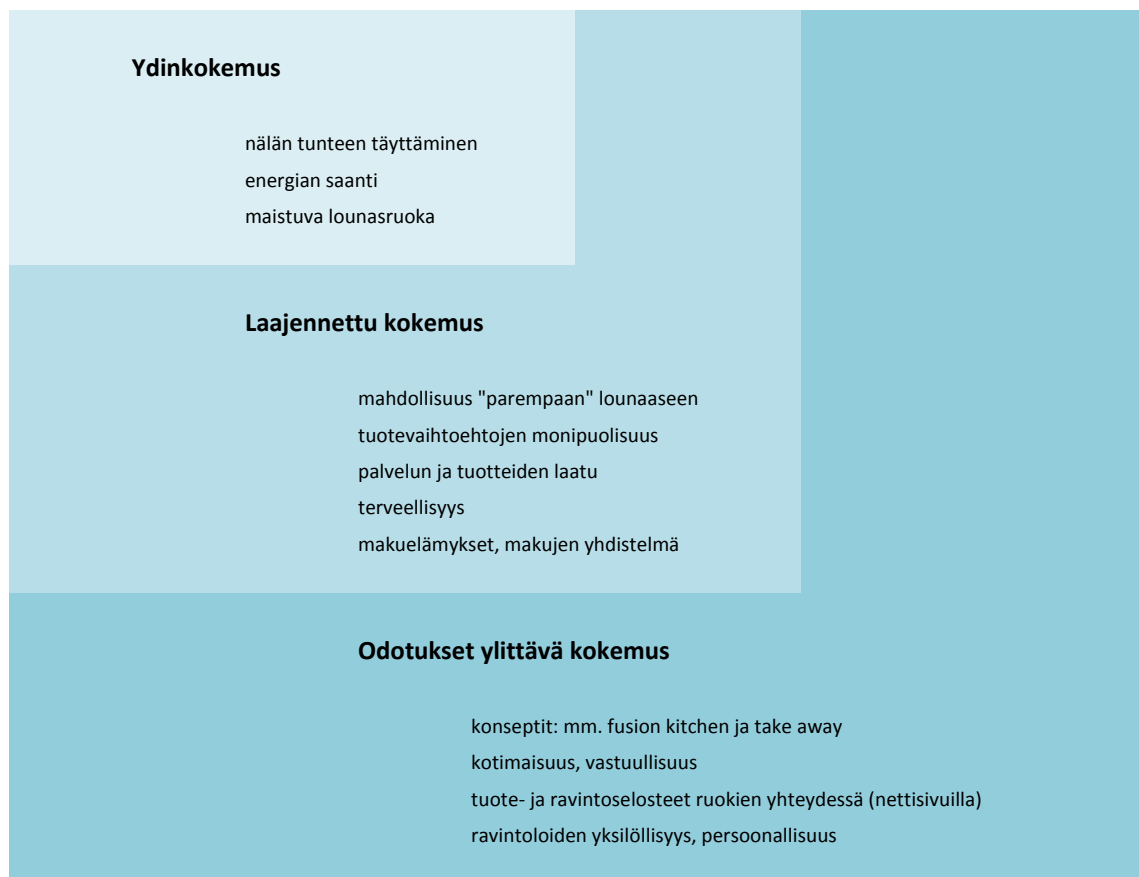 Ydinkokemus
nälän tunteen täyttäminen
energian saanti
maistuva lounasruoka
Laajennettu kokemus
mahdollisuus "parempaan" lounaaseen
tuotevaihtoehtojen monipuolisuus
palvelun ja tuotteiden laatu
terveellisyys
makuelämykset, makujen yhdistelmä
Odotukset ylittävä kokemus
konseptit: mm. fusion kitchen ja take away
kotimaisuus, vastuullisuus
tuote- ja ravintoselosteet ruokien yhteydessä (nettisivuilla)
ravintoloiden yksilöllisyys, persoonallisuus